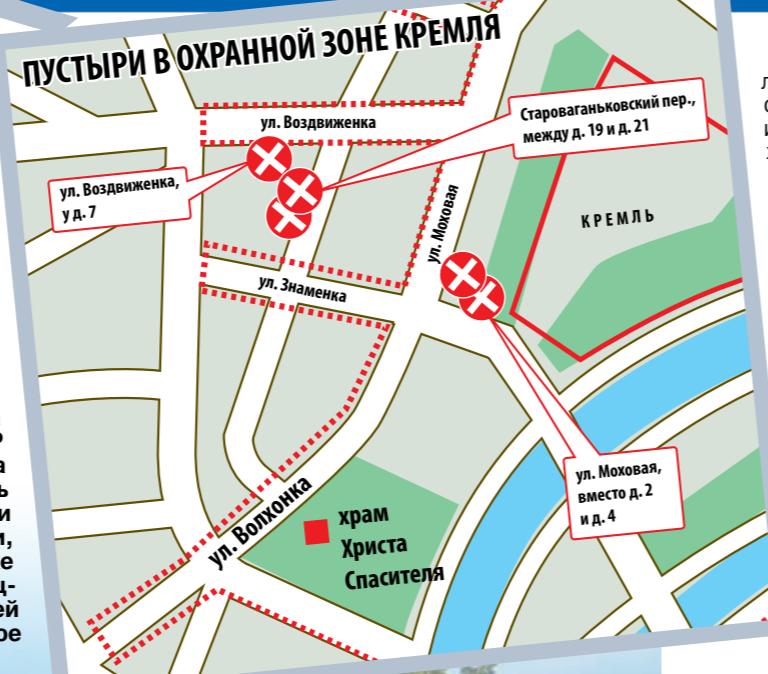 ПУСТЫРИ В ОХРАННОЙ ЗОНЕ КРЕМЛЯ
ул. Воздвиженка
Староваганьковский пер.,
между д. 19 и д. 21
ул. Воздвиженка,
у д. 7
ул. Моховая
КРЕМЛЬ
ул. Знаменка
ул. Моховая,
вместо д. 2
и д. 4
ул. Волхонка
храм
Христа
Спасителя